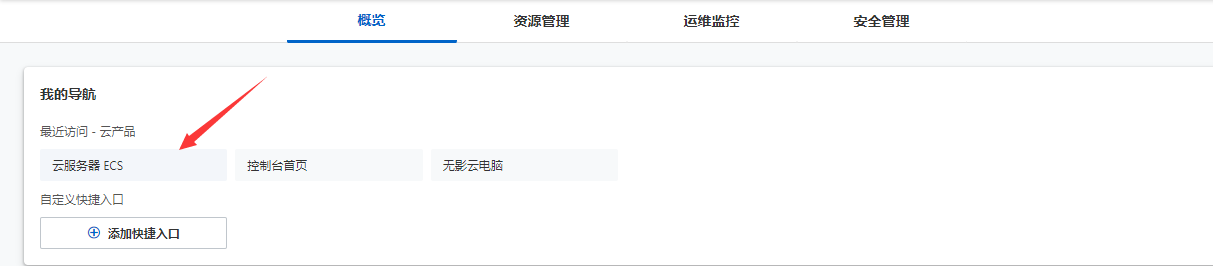 概览 资源管理 运维监控 安全管理
我的导航
最近访问 - 云产品
云服务器 ECS 控制台首页 无影云电脑
自定义快捷入口
添加快捷入口